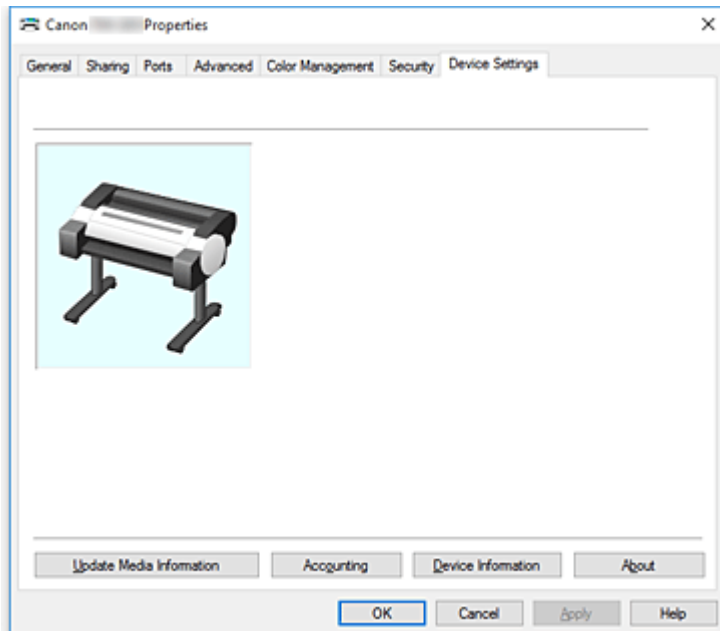 Canon Properties
General Sharing Ports Advanced Color Management Security Device Settings
Update Media Information Accounting Device Information About
OK Cancel Apply Help